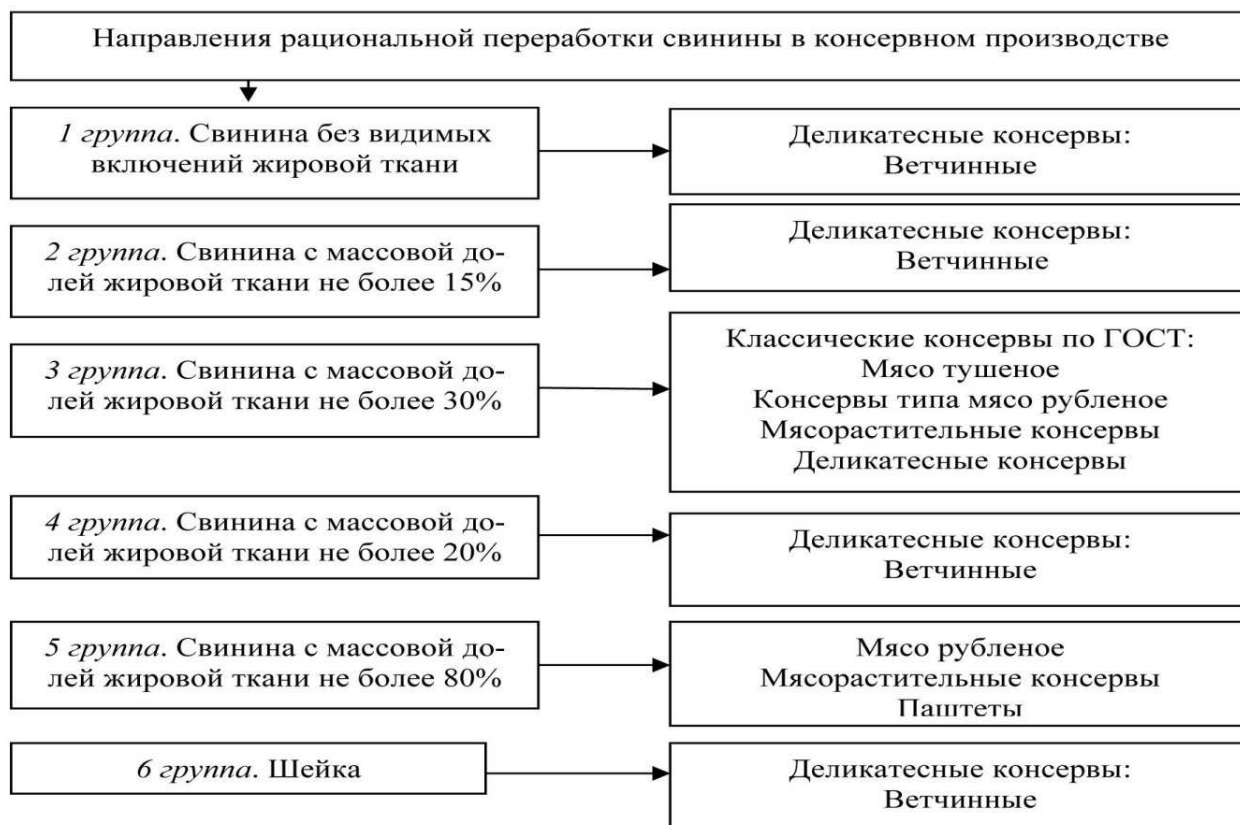 Направления рациональной переработки свинины в консервном производстве
1 группа. Свинина без видимых
включений жировой ткани
Деликатесные консервы:
Ветчинные
2 группа. Свинина с массовой до-
лей жировой ткани не более 15%
Деликатесные консервы:
Ветчинные
3 группа. Свинина с массовой до-
лей жировой ткани не более 30%
Классические консервы по ГОСТ:
Мясо тушеное
Консервы типа мясо рубленое
Мясорастительные консервы
Деликатесные консервы
4 группа. Свинина с массовой до-
лей жировой ткани не более 20%
Деликатесные консервы:
Ветчинные
5 группа. Свинина с массовой до-
лей жировой ткани не более 80%
Мясо рубленое
Мясорастительные консервы
Паштеты
6 группа. Шейка
Деликатесные консервы:
Ветчинные